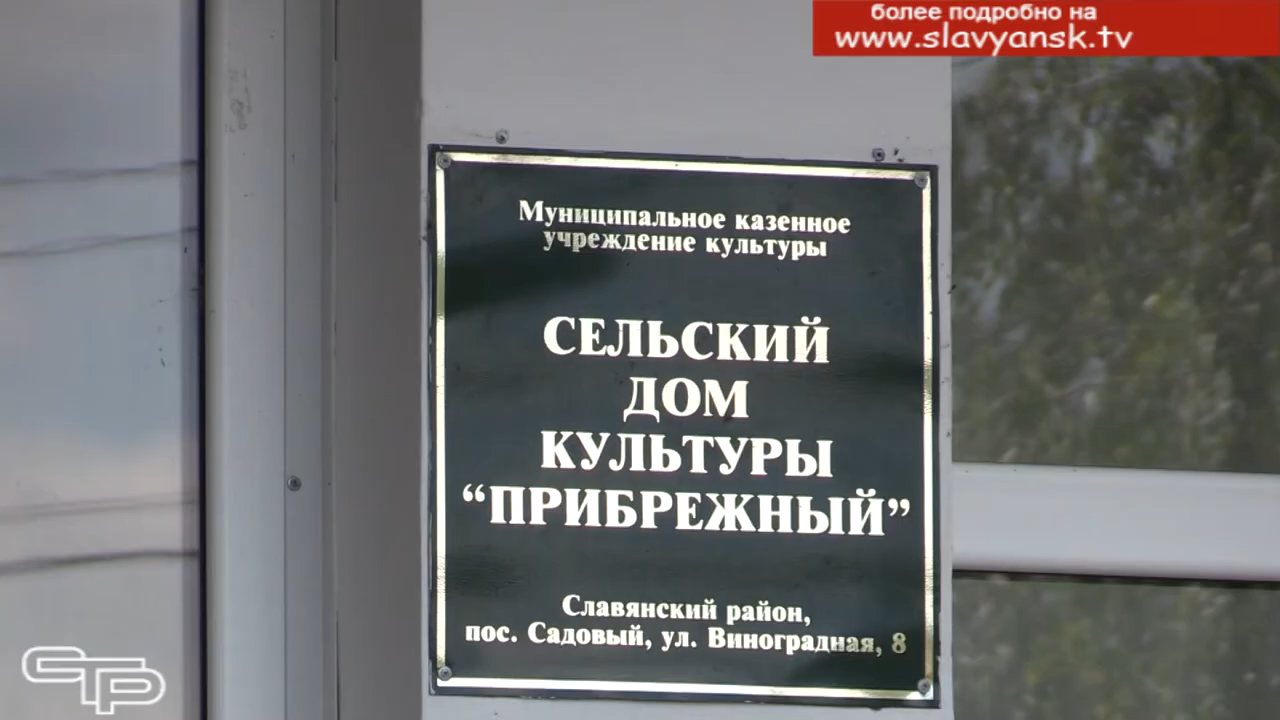 более подробно на
www.slavyansk.tv
Муниципальное казенное
учреждение культуры
СЕЛЬСКИЙ
ДОМ
КУЛЬТУРЫ
“ПРИБРЕЖНЫЙ”
Славянский район,
пос. Садовый, ул. Виноградная, 8
СТР